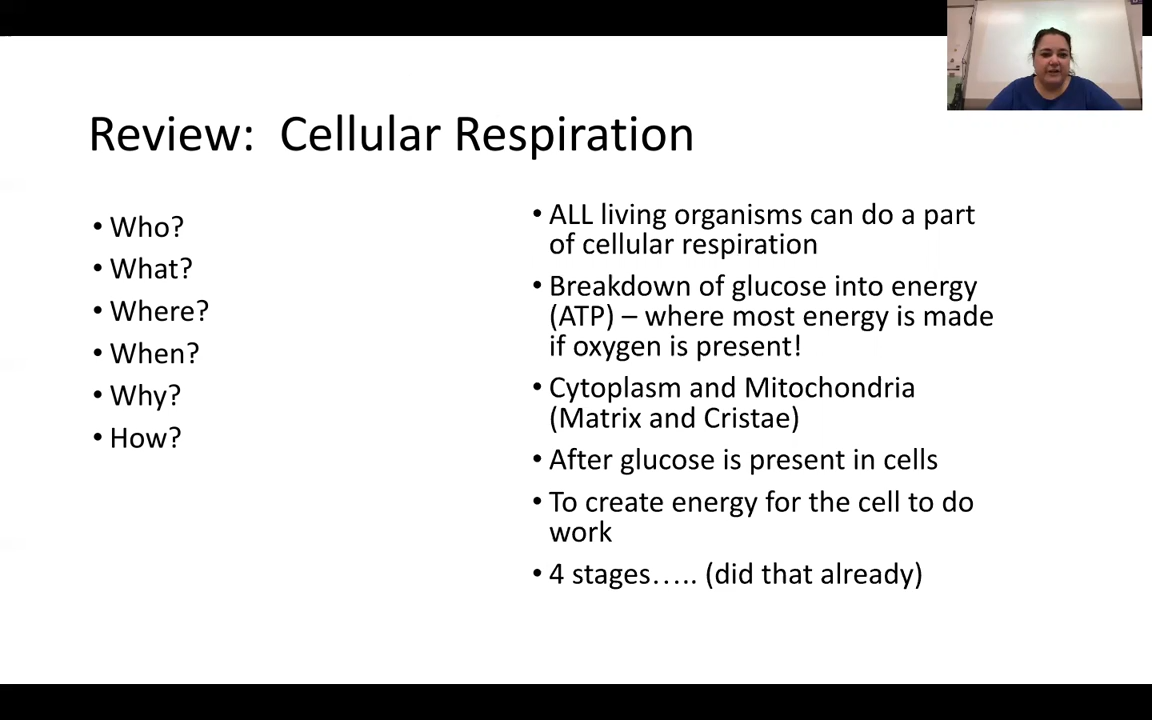 Review:  Cellular Respiration
• Who?
• What?
• Where?
• When?
• Why?
• How?
• ALL living organisms can do a part
of cellular respiration
• Breakdown of glucose into energy
(ATP) – where most energy is made
if oxygen is present!
• Cytoplasm and Mitochondria
(Matrix and Cristae)
• After glucose is present in cells
• To create energy for the cell to do
work
• 4 stages….. (did that already)